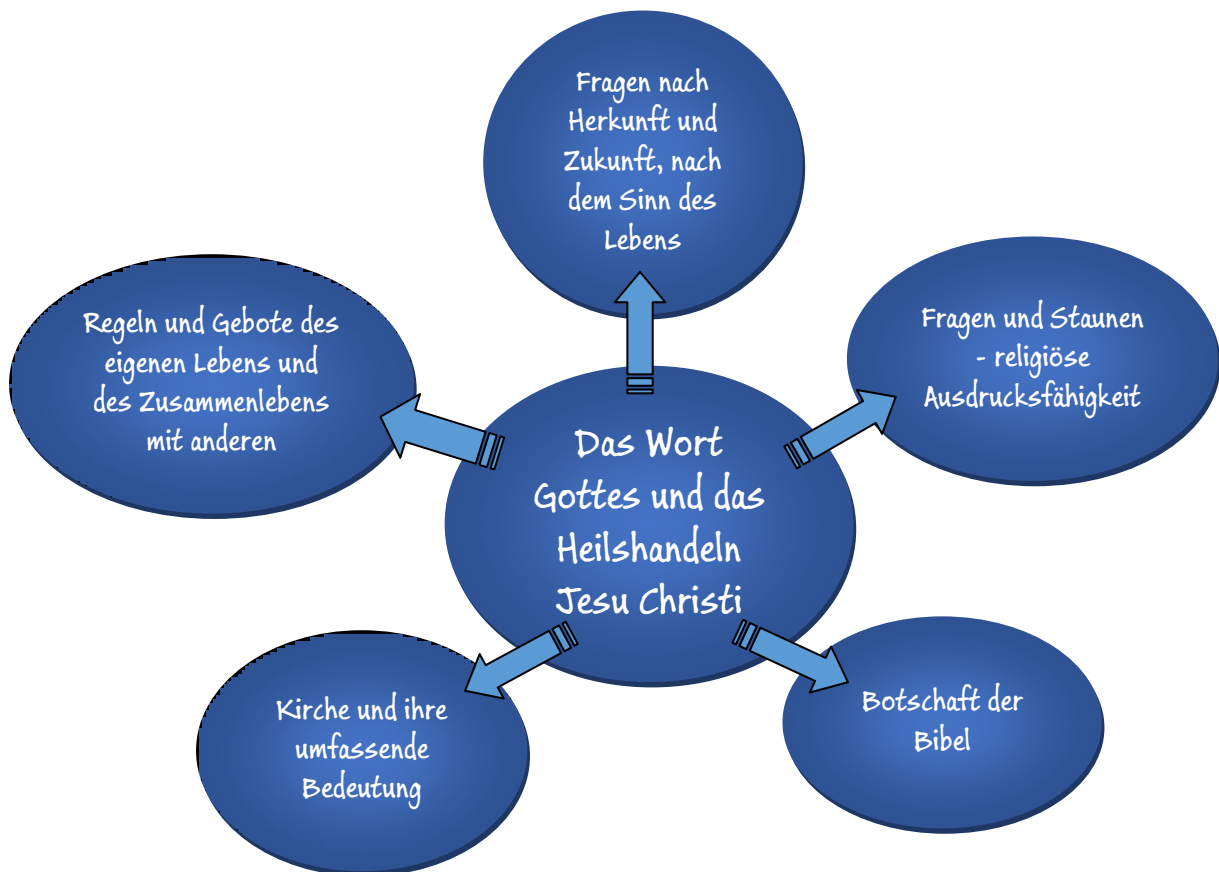 Fragen nach
Herkunft und
Zukunft, nach
dem Sinn des
Lebens
Regeln und Gebote des
eigenen Lebens und
des Zusammenlebens
mit anderen
Fragen und Staunen
- religiöse
Ausdrucksfähigkeit
Das Wort
Gottes und das
Heilshandeln
Jesu Christi
Kirche und ihre
umfassende
Bedeutung
Botschaft der
Bibel